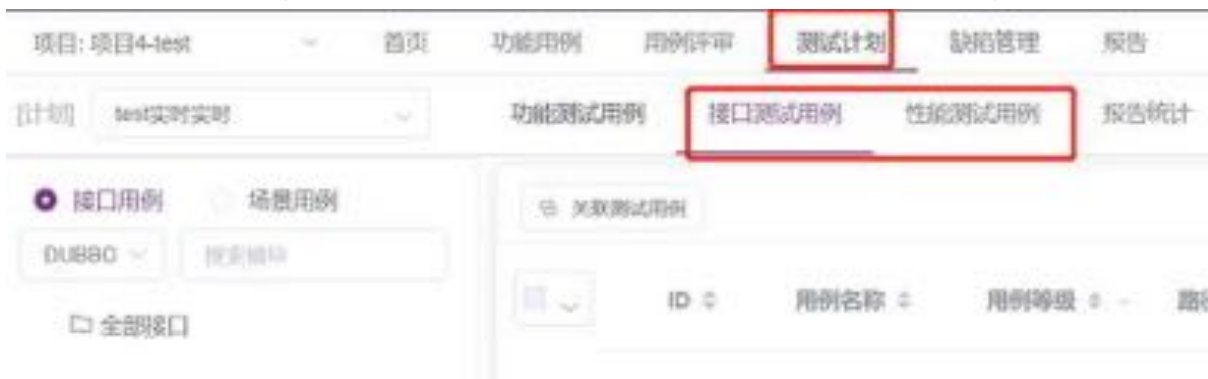 项目: 项目4-test 首页 功能用例 用例评审 测试计划 缺陷管理 报告
[计划] test实时实时 功能测试用例 接口测试用例 性能测试用例 报告统计
接口用例 场景用例 关联测试用例
DUBBO
ID 用例名称 用例等级
全部接口